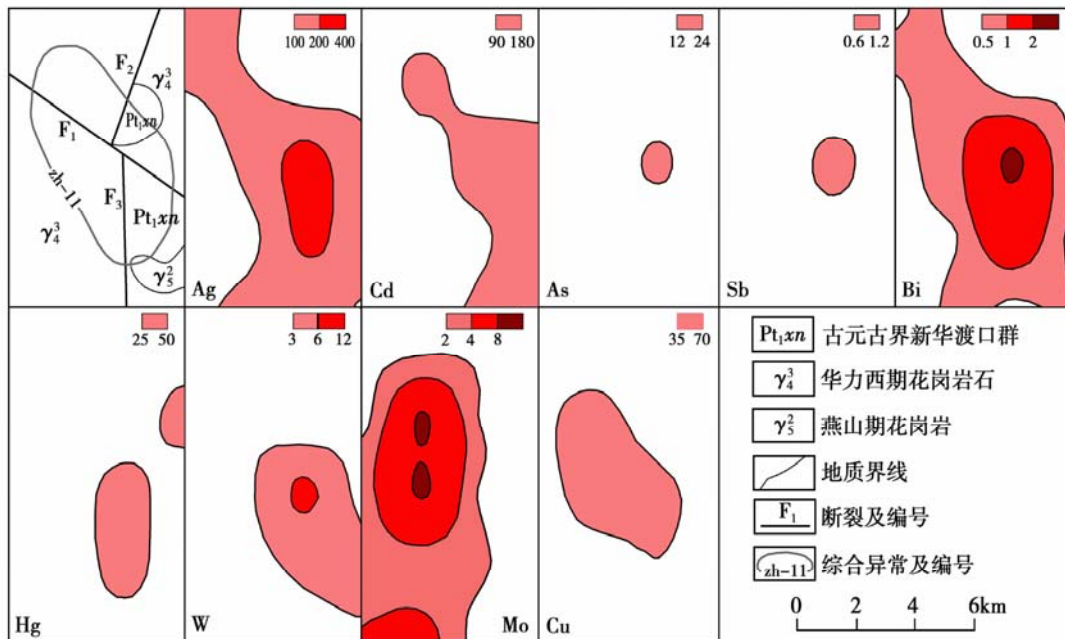 F₂
γ₄³
Pt₁xn
F₁
zh-11
F₃
Pt₁xn
γ₄³
γ₅²
100 200 400
Ag
90 180
Cd
12 24
As
0.6 1.2
Sb
0.5 1 2
Bi
25 50
Hg
3 6 12
W
2 4 8
Mo
35 70
Cu
Pt₁xn 古元古界新华渡口群
γ₄³ 华力西期花岗岩石
γ₅² 燕山期花岗岩
地质界线
F₁ 断裂及编号
zh-11 综合异常及编号
0 2 4 6km